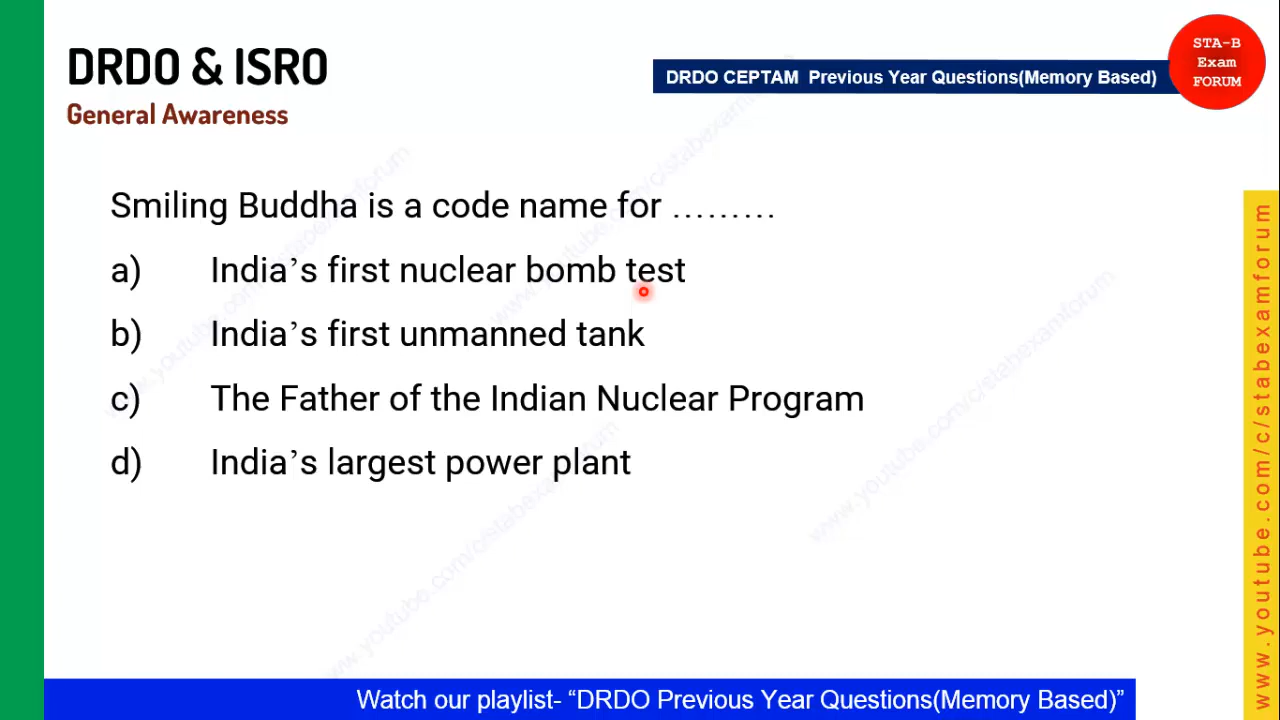 DRDO & ISRO
General Awareness
DRDO CEPTAM Previous Year Questions(Memory Based)
STA-B
Exam
FORUM
Smiling Buddha is a code name for .........
a) India’s first nuclear bomb test
b) India’s first unmanned tank
c) The Father of the Indian Nuclear Program
d) India’s largest power plant
www.youtube.com/c/stabexamforum
Watch our playlist- “DRDO Previous Year Questions(Memory Based)”